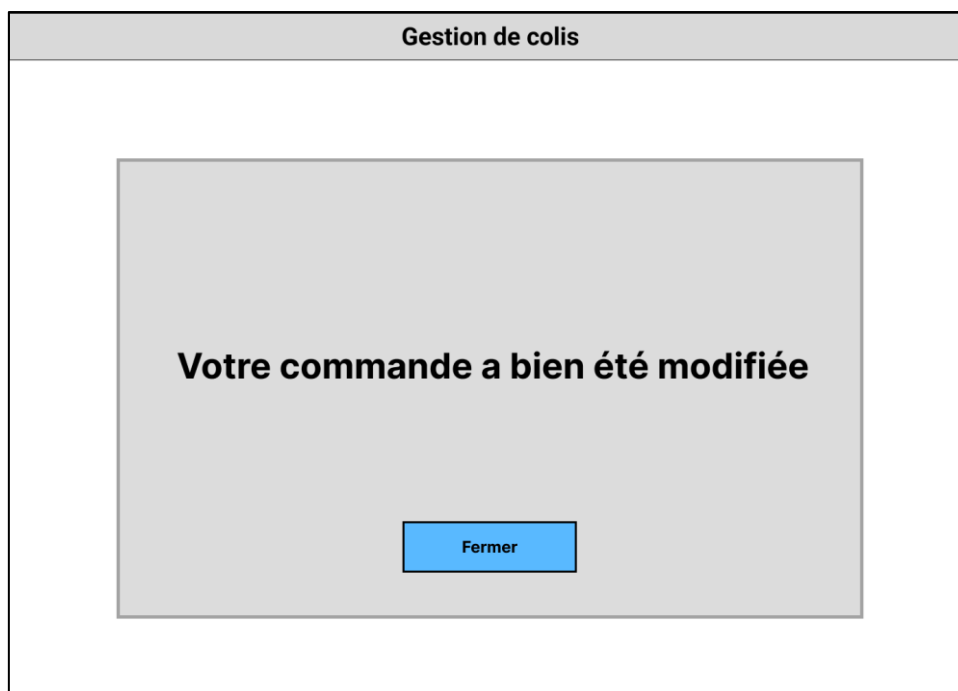 Gestion de colis
Votre commande a bien été modifiée
Fermer